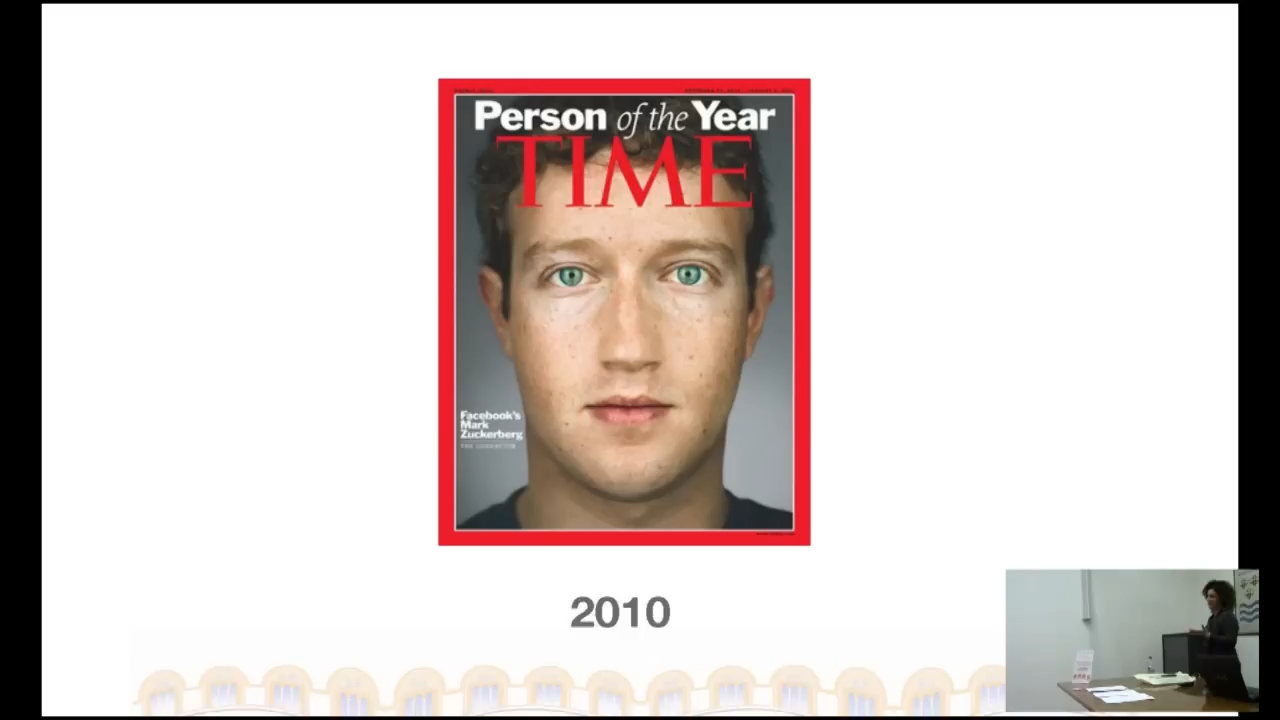 Person of the Year
TIME
Facebook's
Mark
Zuckerberg
2010